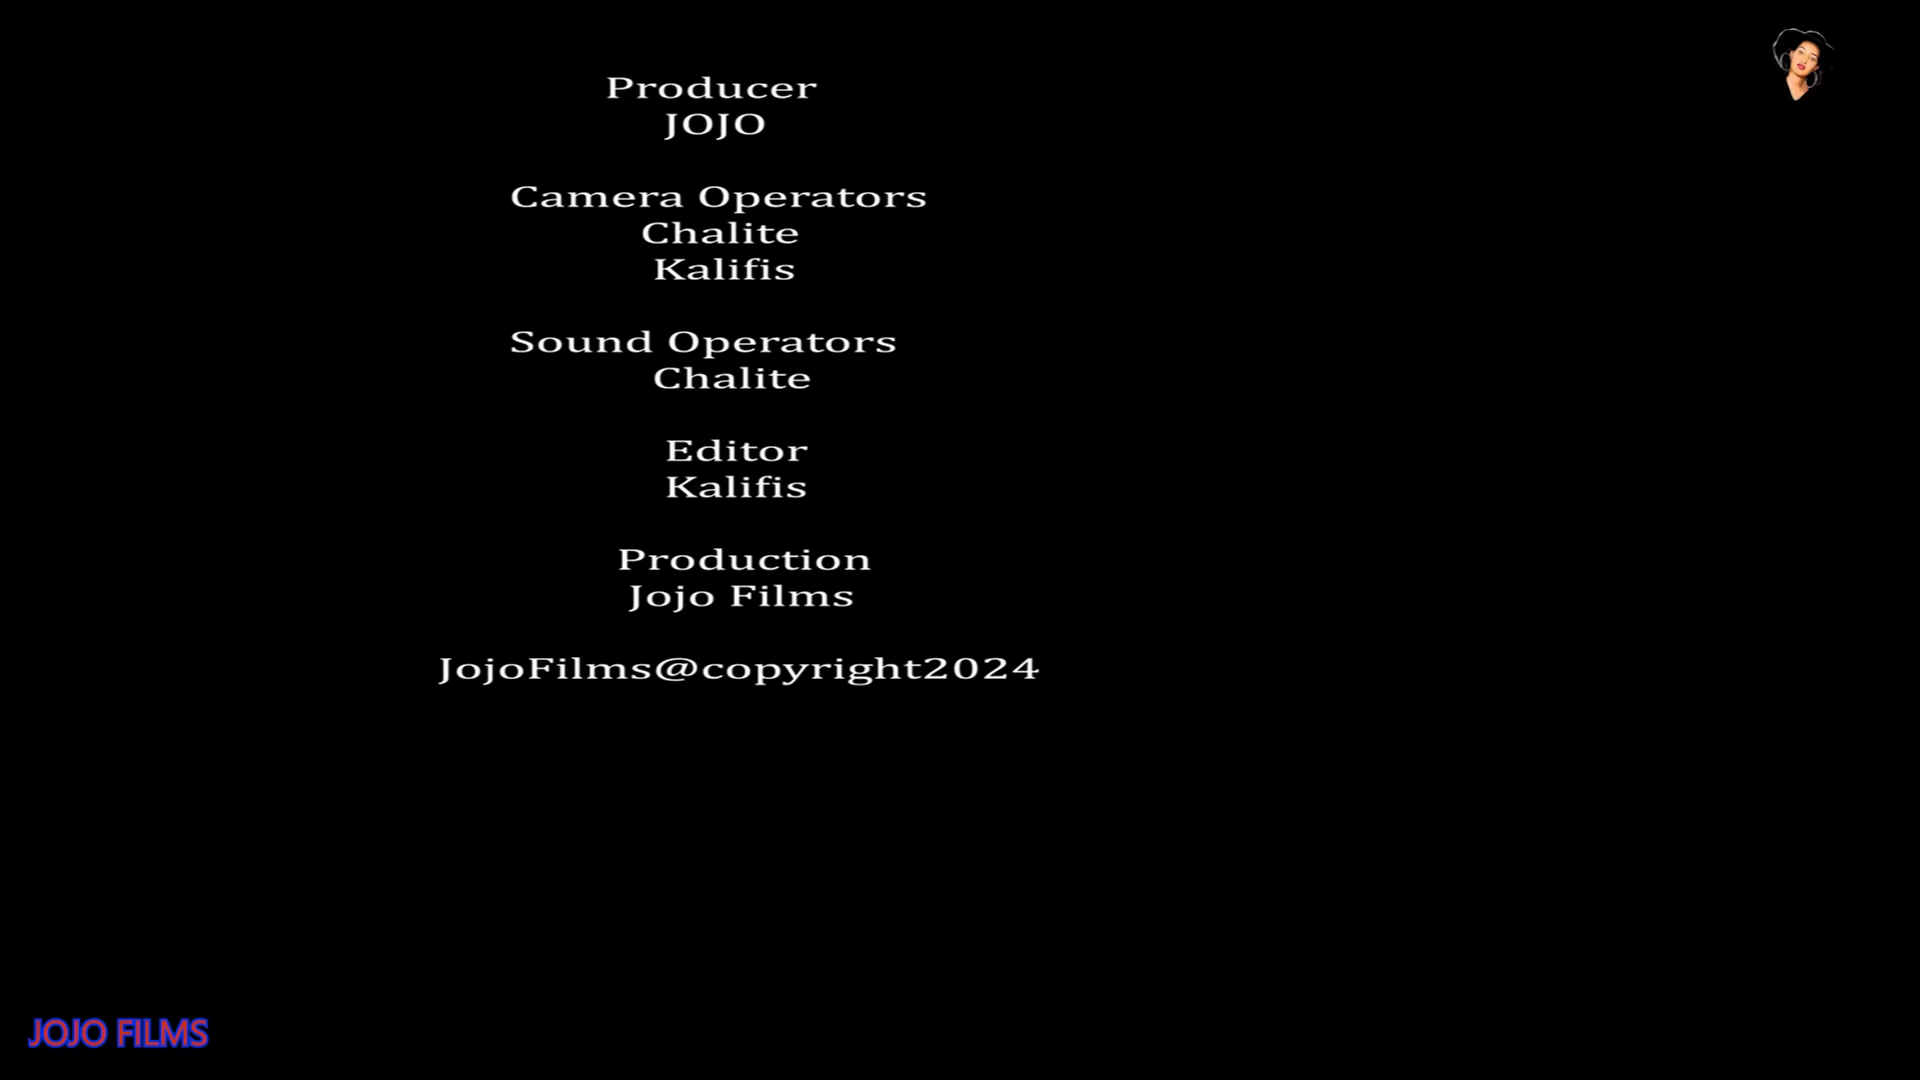 Producer
JOJO
Camera Operators
Chalite
Kalifis
Sound Operators
Chalite
Editor
Kalifis
Production
Jojo Films
JojoFilms@copyright2024
JOJO FILMS